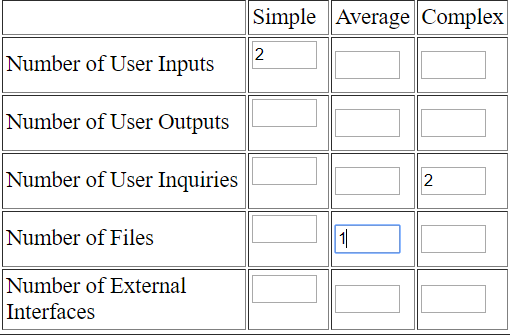 Simple Average Complex
Number of User Inputs 2
Number of User Outputs
Number of User Inquiries 2
Number of Files 1
Number of External
Interfaces